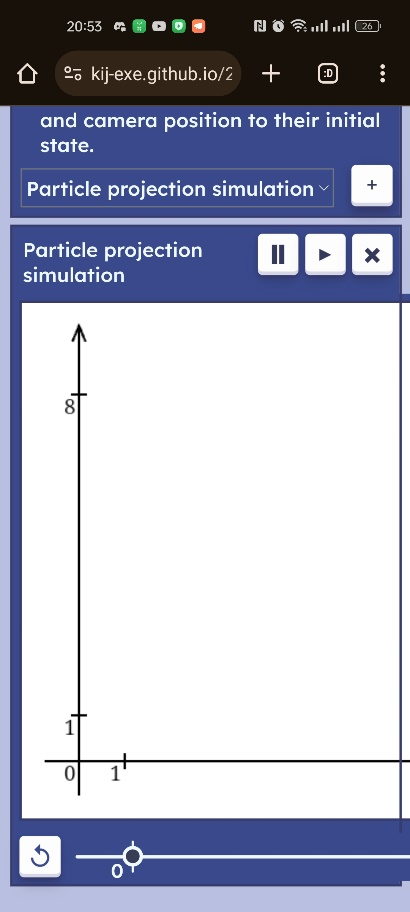 20:53
26
kij-exe.github.io/2
:D
and camera position to their initial
state.
Particle projection simulation
+
Particle projection
simulation
8
1
0 1
0